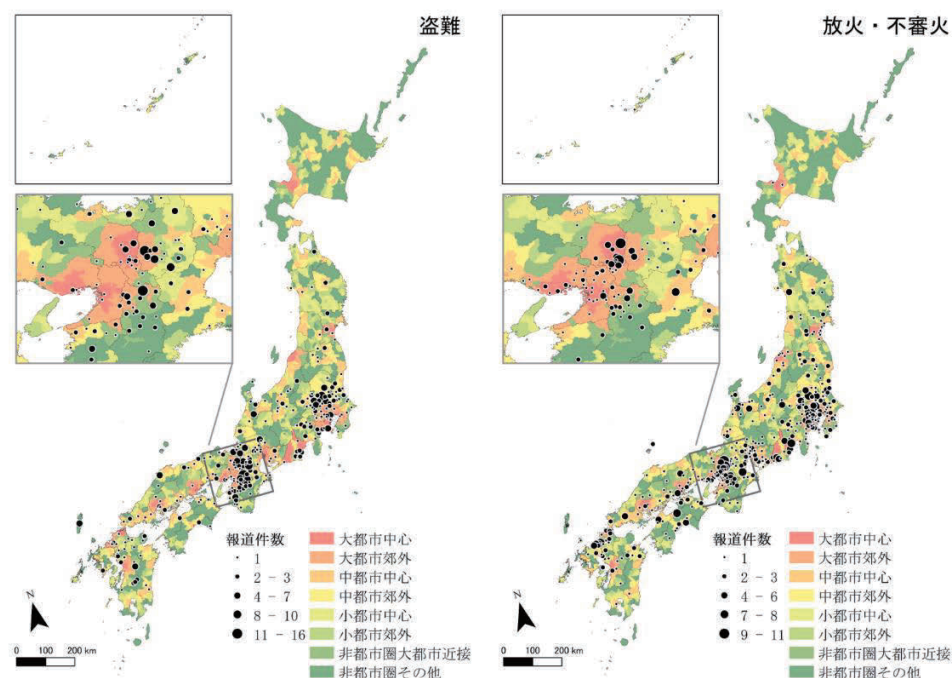 盗難
報道件数
1
2 - 3
4 - 7
8 - 10
11 - 16
大都市中心
大都市郊外
中都市中心
中都市郊外
小都市中心
小都市郊外
非都市圏大都市近接
非都市圏その他
N
0 100 200 km
放火・不審火
報道件数
1
2 - 3
4 - 6
7 - 8
9 - 11
大都市中心
大都市郊外
中都市中心
中都市郊外
小都市中心
小都市郊外
非都市圏大都市近接
非都市圏その他
N
0 100 200 km